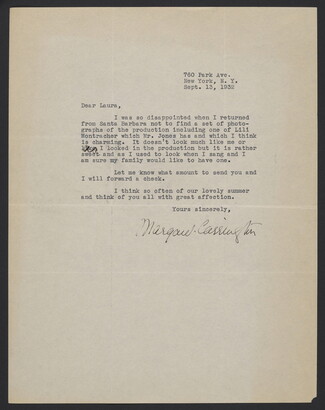 760 Park Ave.
New York, N. Y.
Sept. 15, 1932
Dear Laura,
I was so disappointed when I returned
from Santa Barbara not to find a set of photo-
graphs of the production including one of Lili
Montracher which Mr. Jones has and which I think
is charming. It doesn't look much like me or
I looked in the production but it is rather
sweet and as I used to look when I sang and I
am sure my family would like to have one.
Let me know what amount to send you and
I will forward a check.
I think so often of our lovely summer
and think of you all with great affection.
Yours sincerely,
Margaret Carrington